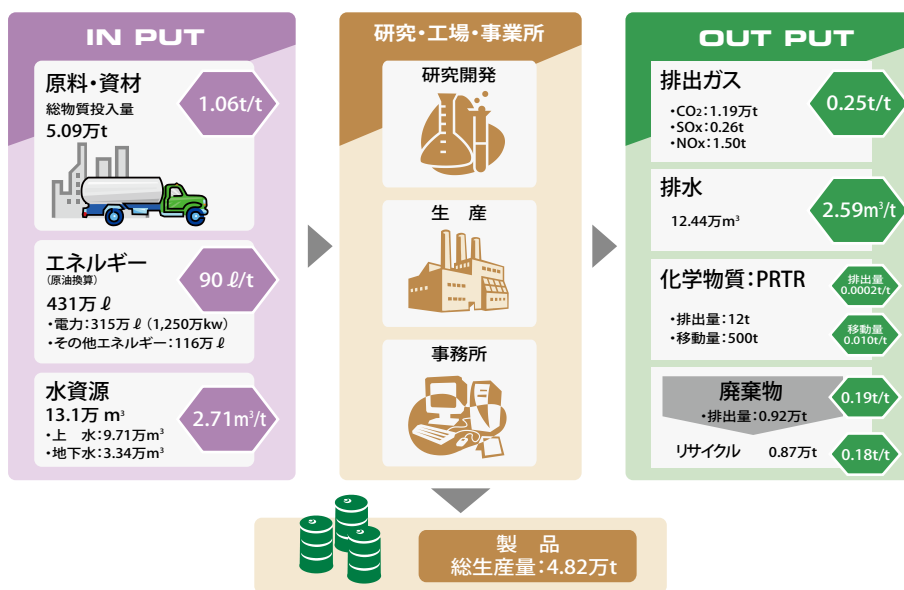 IN PUT
原料・資材
総物質投入量
5.09万t
1.06t/t
エネルギー
(原油換算)
431万ℓ
・電力:315万ℓ(1,250万kw)
・その他エネルギー:116万ℓ
90ℓ/t
水資源
13.1万m³
・上 水:9.71万m³
・地下水:3.34万m³
2.71m³/t
研究・工場・事業所
研究開発
生 産
事務所
OUT PUT
排出ガス
・CO₂:1.19万t
・SOx:0.26t
・NOx:1.50t
0.25t/t
排水
12.44万m³
2.59m³/t
化学物質:PRTR
・排出量:12t
・移動量:500t
排出量
0.0002t/t
移動量
0.010t/t
廃棄物
・排出量:0.92万t
0.19t/t
リサイクル 0.87万t
0.18t/t
製 品
総生産量:4.82万t